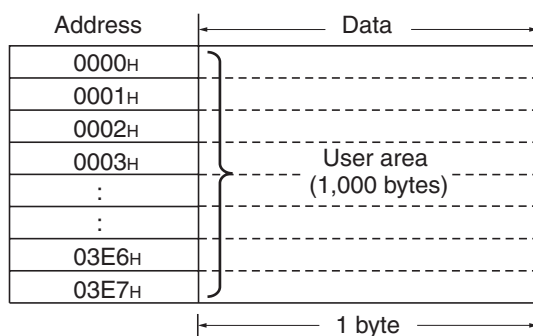 Address Data
0000H
0001H
0002H
0003H
:
:
03E6H
03E7H
User area
(1,000 bytes)
1 byte